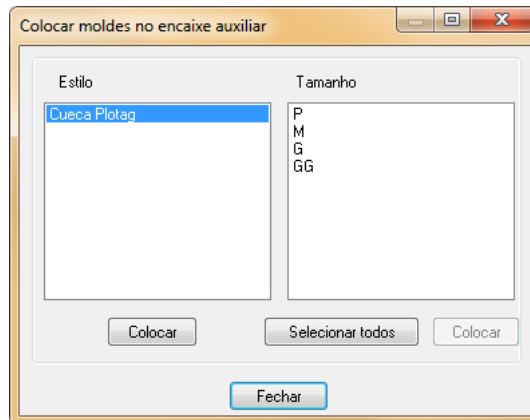 Colocar moldes no encaixe auxiliar
Estilo
Tamanho
Cueca Plotag
P
M
G
GG
Colocar
Selecionar todos
Colocar
Fechar